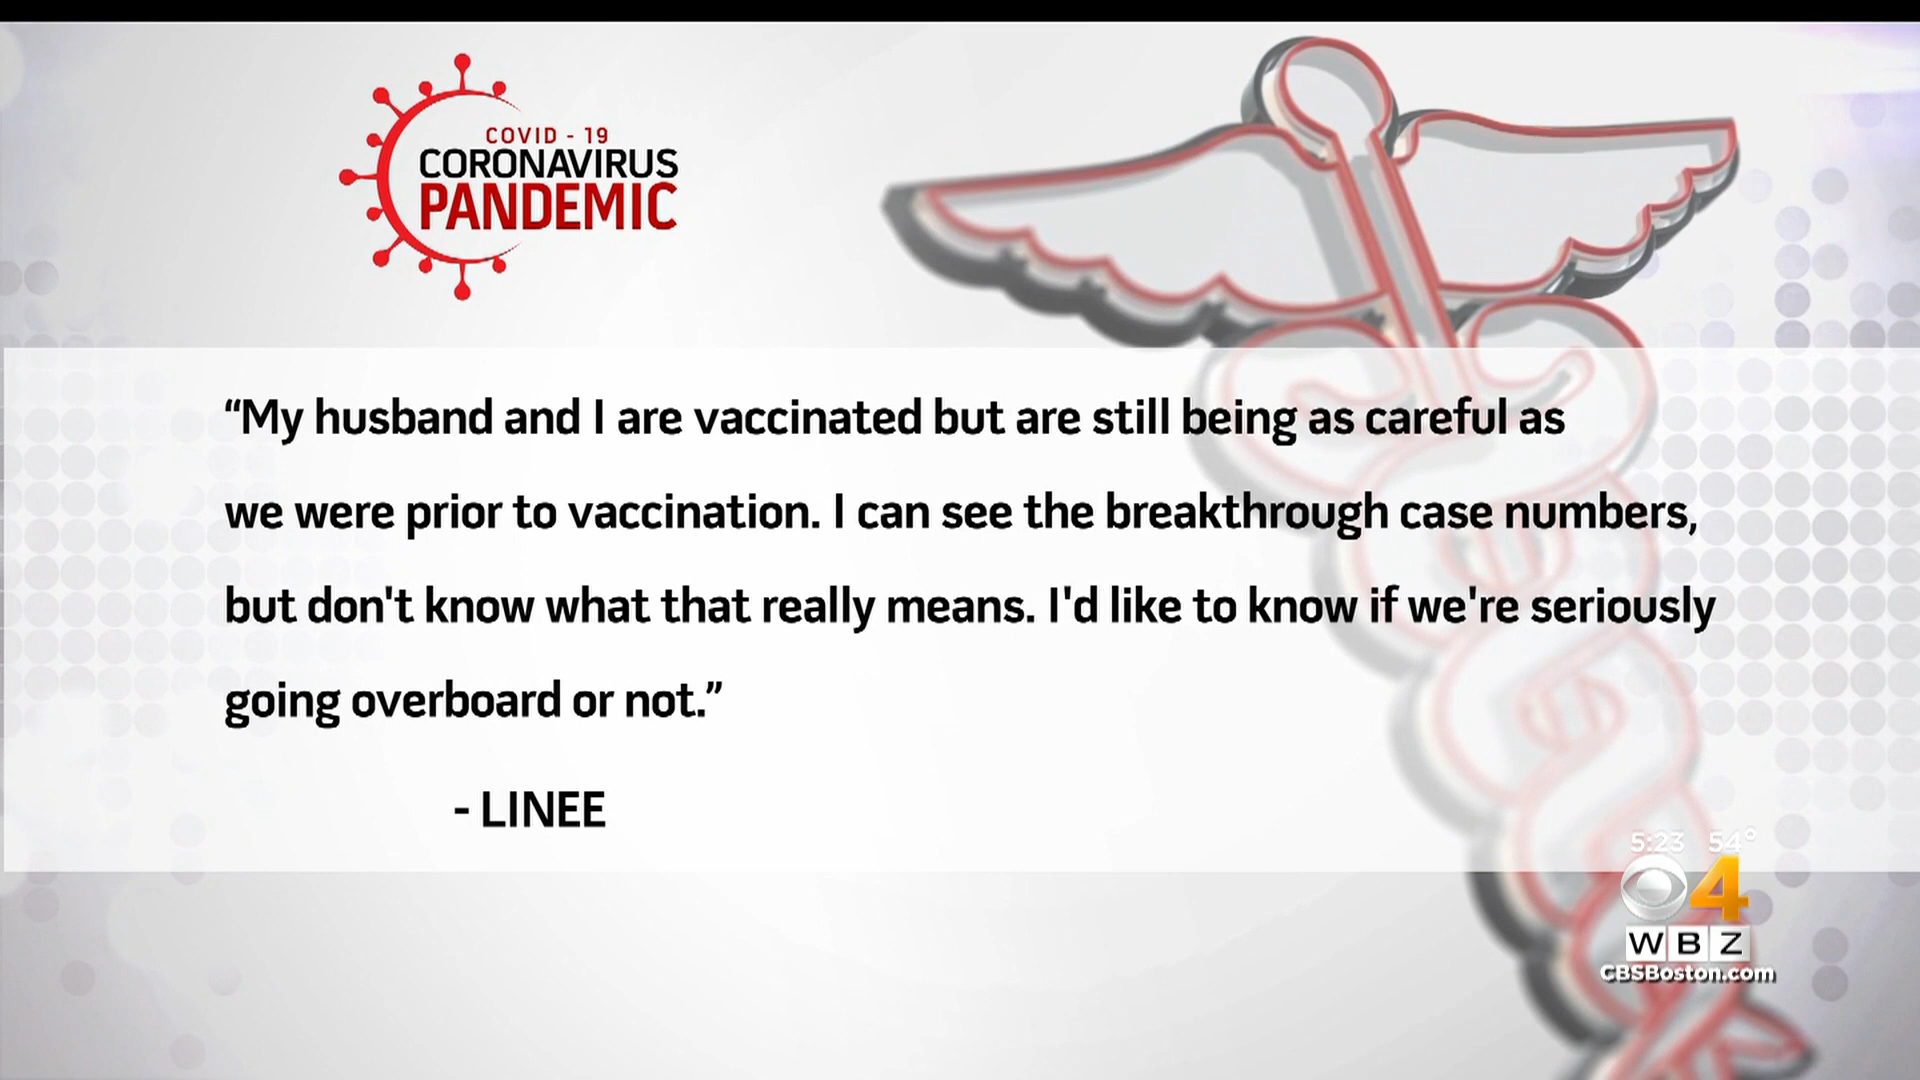 COVID - 19
CORONAVIRUS
PANDEMIC
“My husband and I are vaccinated but are still being as careful as
we were prior to vaccination. I can see the breakthrough case numbers,
but don't know what that really means. I'd like to know if we're seriously
going overboard or not.”
- LINEE
5:23 54°
4
WBZ
CBSBoston.com